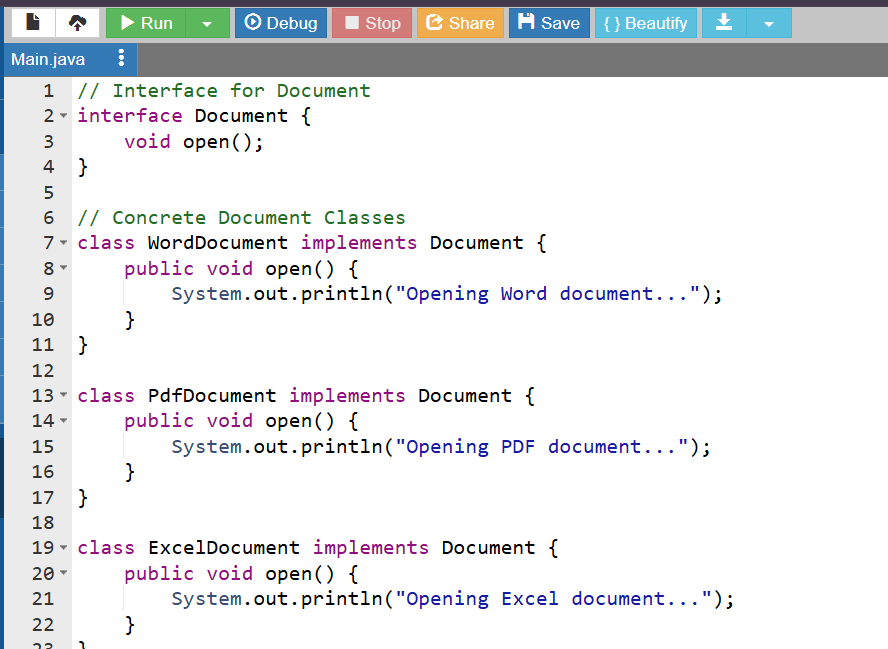 Run Debug Stop Share Save { } Beautify
Main.java
1 // Interface for Document
2 interface Document {
3     void open();
4 }
5
6 // Concrete Document Classes
7 class WordDocument implements Document {
8     public void open() {
9         System.out.println("Opening Word document...");
10     }
11 }
12
13 class PdfDocument implements Document {
14     public void open() {
15         System.out.println("Opening PDF document...");
16     }
17 }
18
19 class ExcelDocument implements Document {
20     public void open() {
21         System.out.println("Opening Excel document...");
22     }
23 }